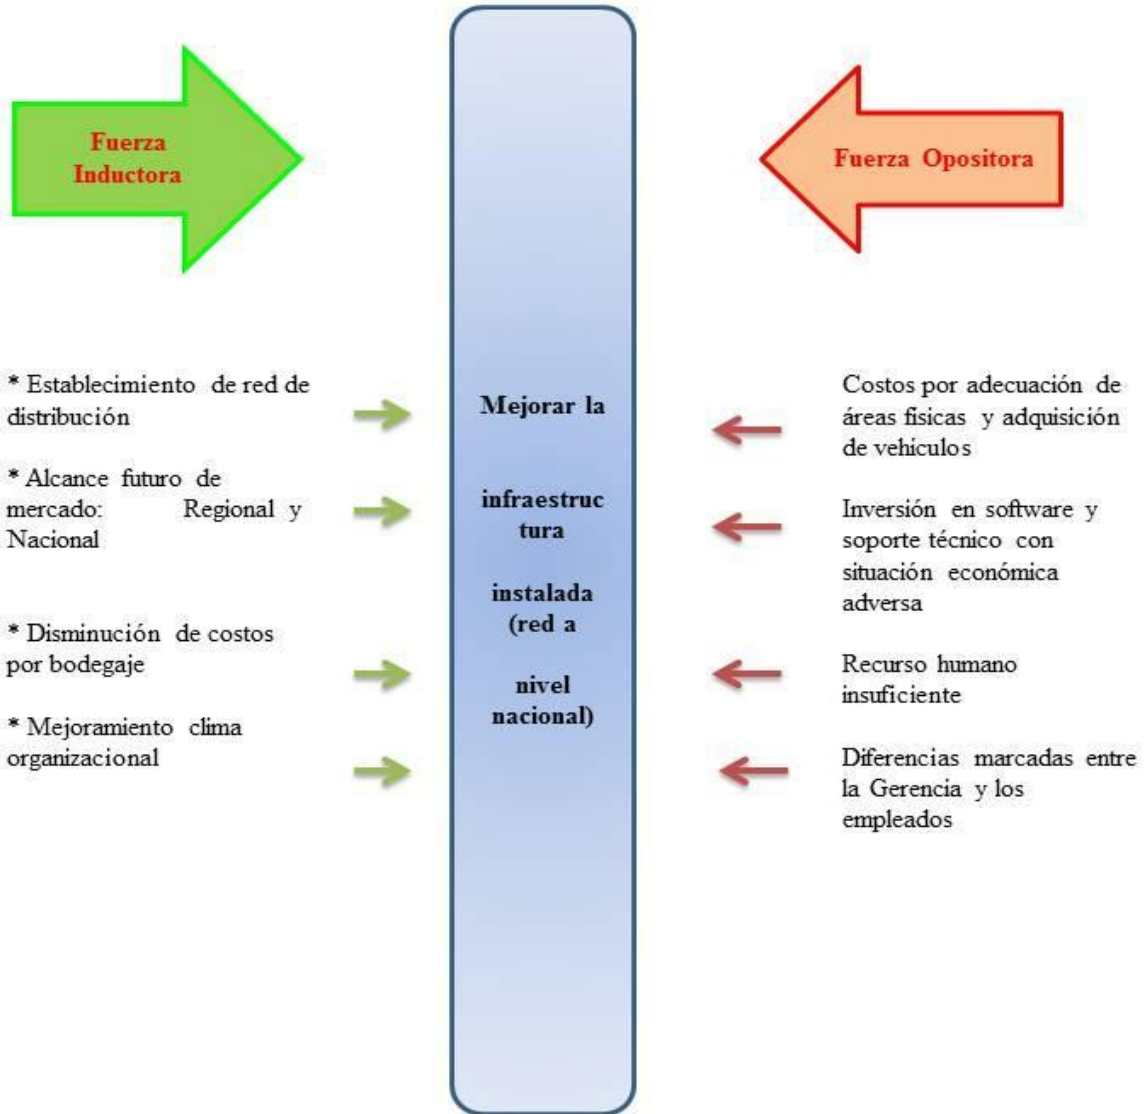 Fuerza
Inductora
Fuerza Opositora
* Establecimiento de red de
distribución
* Alcance futuro de
mercado: Regional y
Nacional
* Disminución de costos
por bodegaje
* Mejoramiento clima
organizacional
Mejorar la
infraestruc
tura
instalada
(red a
nivel
nacional)
Costos por adecuación de
áreas físicas y adquisición
de vehículos
Inversión en software y
soporte técnico con
situación económica
adversa
Recurso humano
insuficiente
Diferencias marcadas entre
la Gerencia y los
empleados